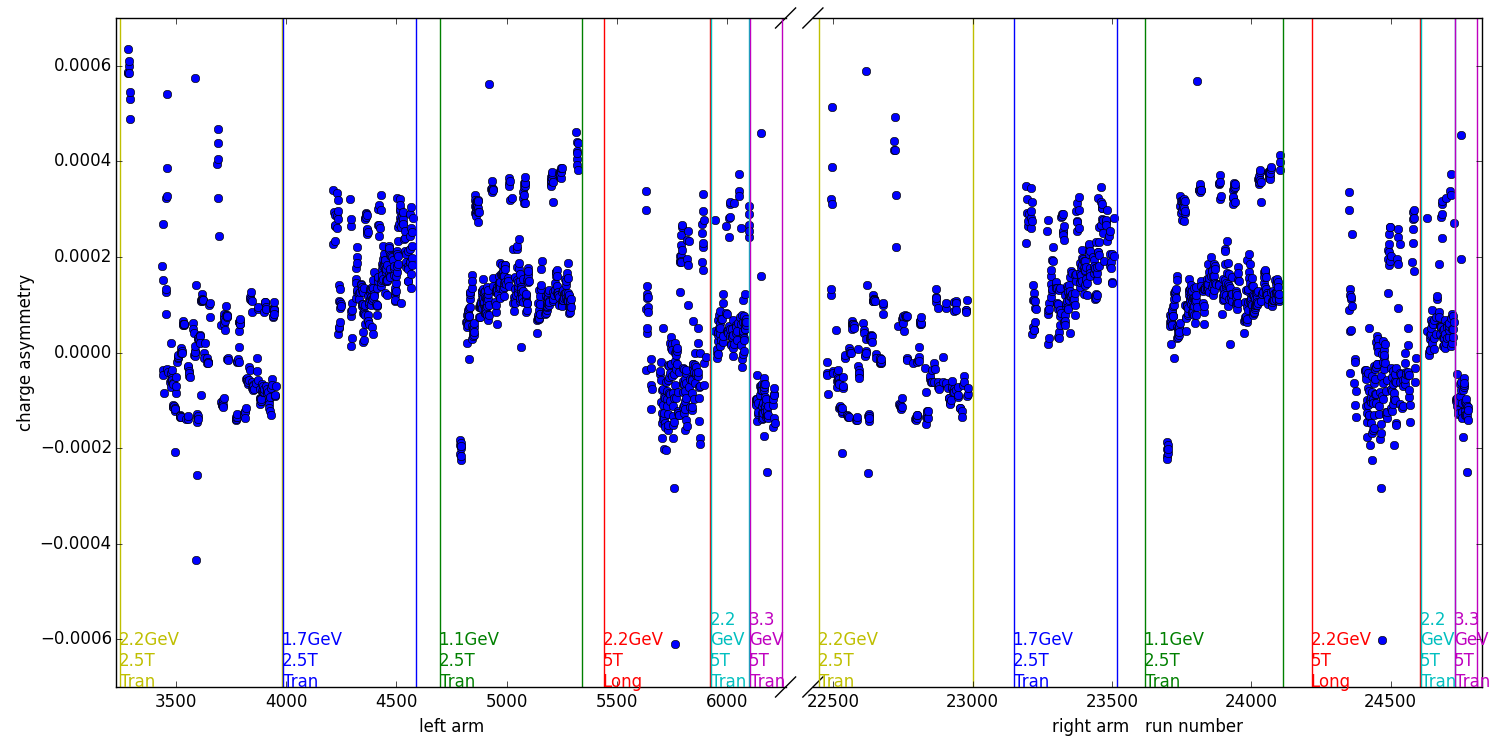 0.0006
0.0004
0.0002
0.0000
−0.0002
−0.0004
−0.0006
charge asymmetry
2.2GeV
2.5T
Tran
1.7GeV
2.5T
Tran
1.1GeV
2.5T
Tran
2.2GeV
5T
Long
2.2
GeV
5T
Tran
3.3
GeV
5T
Tran
2.2GeV
2.5T
Tran
1.7GeV
2.5T
Tran
1.1GeV
2.5T
Tran
2.2GeV
5T
Long
2.2
GeV
5T
Tran
3.3
GeV
5T
Tran
3500 4000 4500 5000 5500 6000 22500 23000 23500 24000 24500
left arm right arm run number